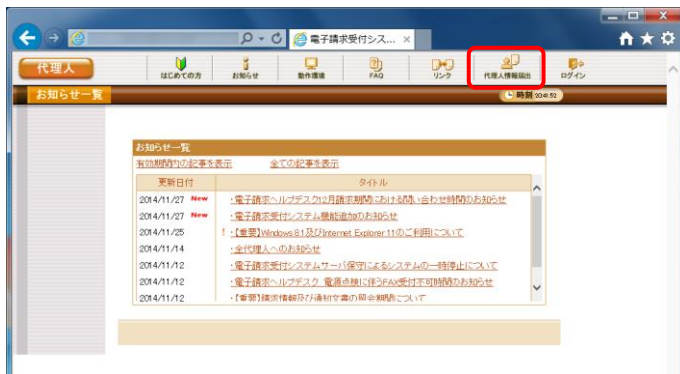 電子請求受付シス... ×
代理人
はじめての方 お知らせ 動作環境 FAQ リンク 代理人情報届出 ログイン
お知らせ一覧
時刻 20:41:52
お知らせ一覧
有効期間内の記事を表示 全ての記事を表示
更新日付 タイトル
2014/11/27 New ・電子請求ヘルプデスク12月請求期間における問い合わせ時間のお知らせ
2014/11/27 New ・電子請求受付システム機能追加のお知らせ
2014/11/25 ! ・【重要】Windows 8.1及びInternet Explorer 11のご利用について
2014/11/14 ・全代理人へのお知らせ
2014/11/12 ・電子請求受付システムサーバ保守によるシステムの一時停止について
2014/11/12 ・電子請求ヘルプデスク 電源点検に伴うFAX受付不可時間のお知らせ
2014/11/12 ・【重要】請求情報及び通知文書の照会期間について